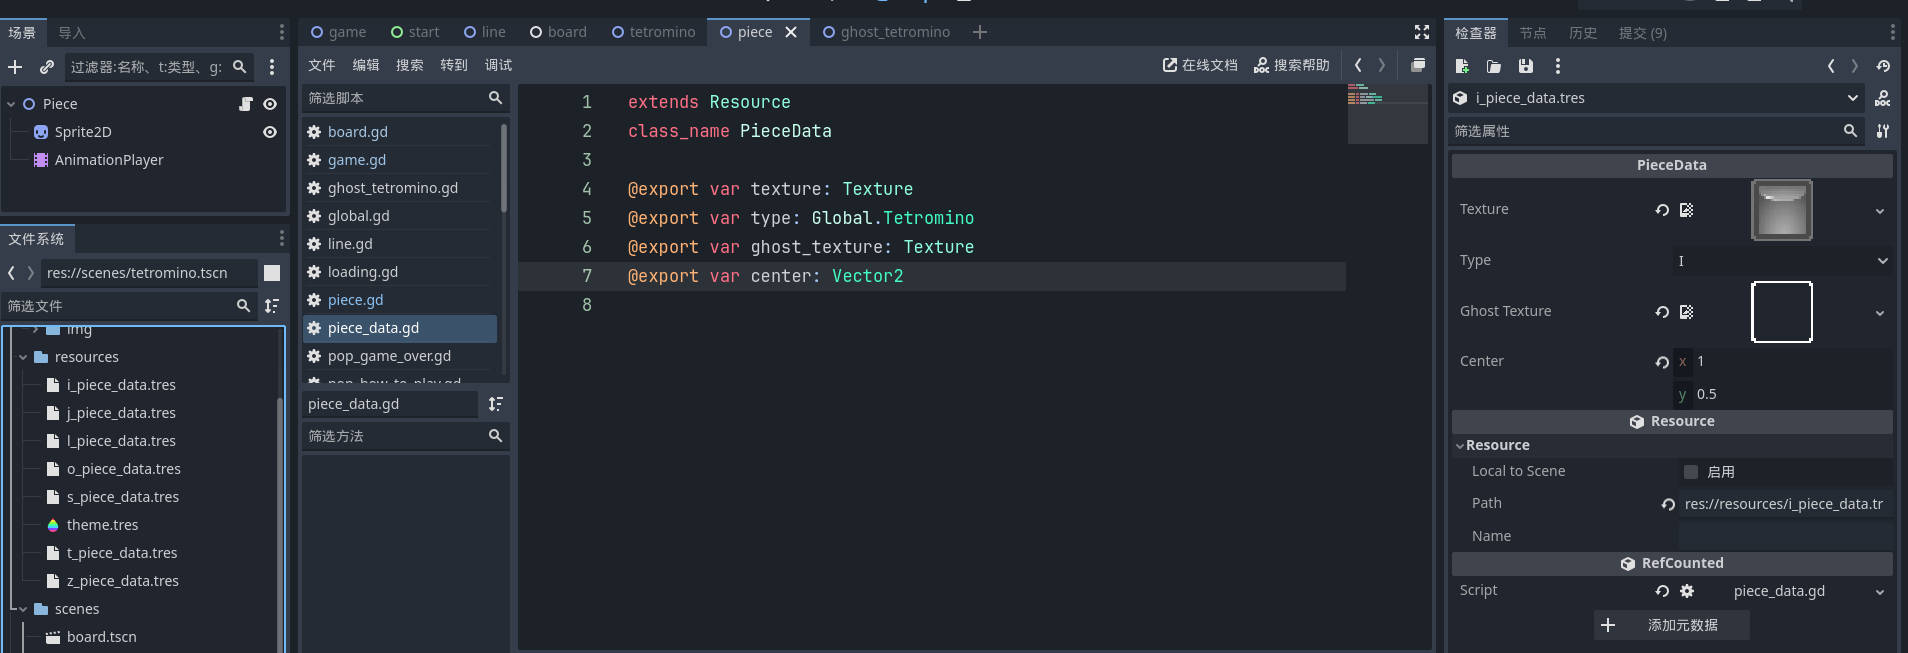 场景
导入
过滤器:名称、t:类型、g:
Piece
Sprite2D
AnimationPlayer
文件系统
res://scenes/tetromino.tscn
筛选文件
img
resources
i_piece_data.tres
j_piece_data.tres
l_piece_data.tres
o_piece_data.tres
s_piece_data.tres
theme.tres
t_piece_data.tres
z_piece_data.tres
scenes
board.tscn
game
start
line
board
tetromino
piece
ghost_tetromino
文件
编辑
搜索
转到
调试
在线文档
搜索帮助
筛选脚本
board.gd
game.gd
ghost_tetromino.gd
global.gd
line.gd
loading.gd
piece.gd
piece_data.gd
pop_game_over.gd
pop_how_to_play.gd
piece_data.gd
筛选方法
1 extends Resource
2 class_name PieceData
3
4 @export var texture: Texture
5 @export var type: Global.Tetromino
6 @export var ghost_texture: Texture
7 @export var center: Vector2
8
检查器
节点
历史
提交 (9)
i_piece_data.tres
筛选属性
PieceData
Texture
Type
I
Ghost Texture
Center
x 1
y 0.5
Resource
Resource
Local to Scene
启用
Path
res://resources/i_piece_data.tr
Name
RefCounted
Script
piece_data.gd
添加元数据